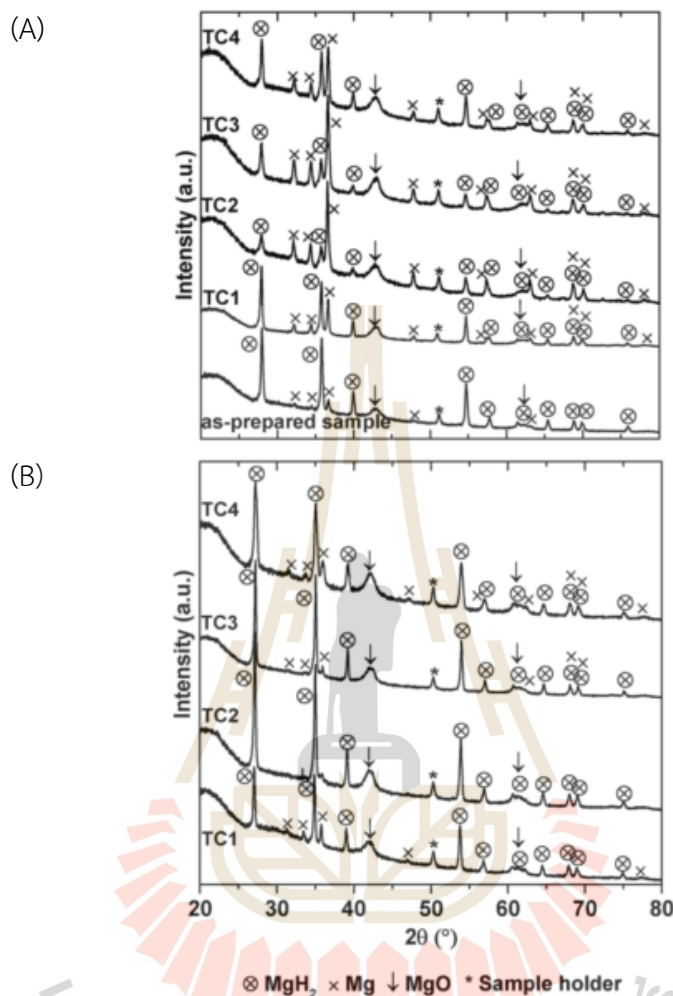 (A)
TC4
TC3
TC2
TC1
as-prepared sample
Intensity (a.u.)
(B)
TC4
TC3
TC2
TC1
Intensity (a.u.)
20 30 40 50 60 70 80
2θ (°)
⊗ MgH₂ × Mg ↓ MgO * Sample holder